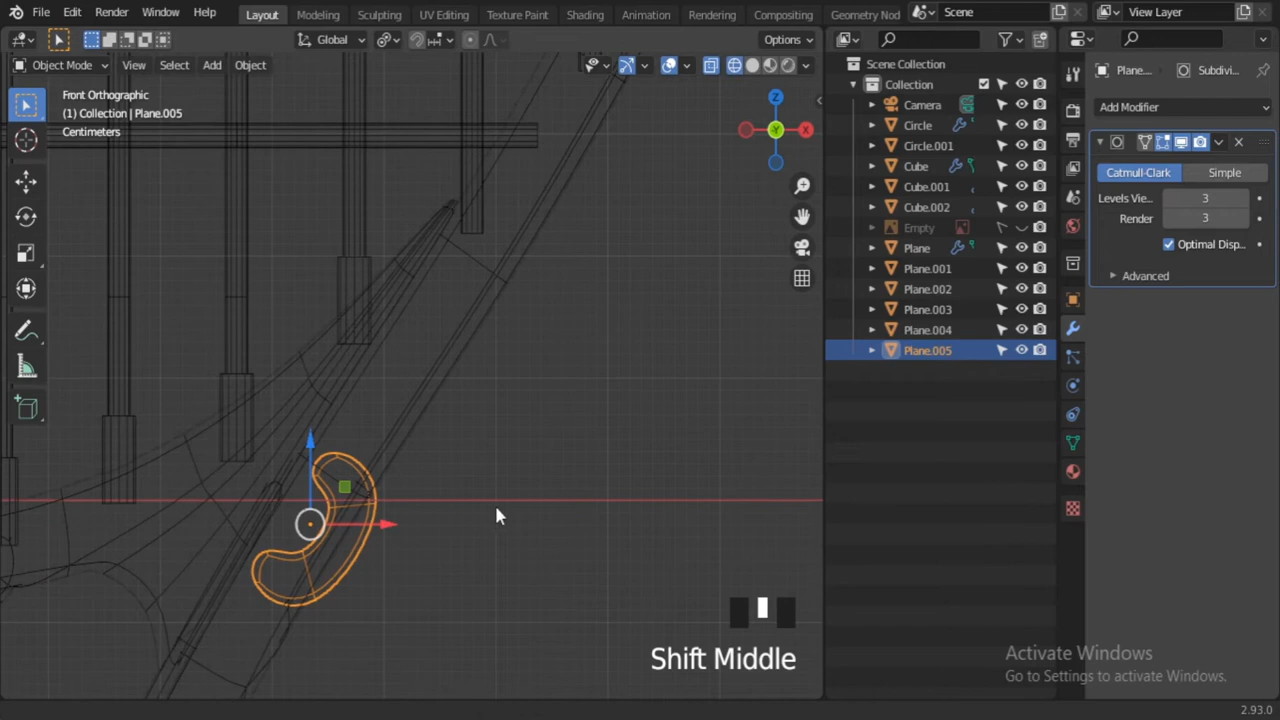 File Edit Render Window Help Layout Modeling Sculpting UV Editing Texture Paint Shading Animation Rendering Compositing Geometry Nod Scene View Layer
Global Options
Object Mode View Select Add Object
Front Orthographic
(1) Collection | Plane.005
Centimeters
Scene Collection
Collection
Camera
Circle
Circle.001
Cube
Cube.001
Cube.002
Empty
Plane
Plane.001
Plane.002
Plane.003
Plane.004
Plane.005
Plane... Subdivi...
Add Modifier
Catmull-Clark Simple
Levels Vie... 3
Render 3
Optimal Disp...
Advanced
Shift Middle
Activate Windows
Go to Settings to activate Windows.
2.93.0